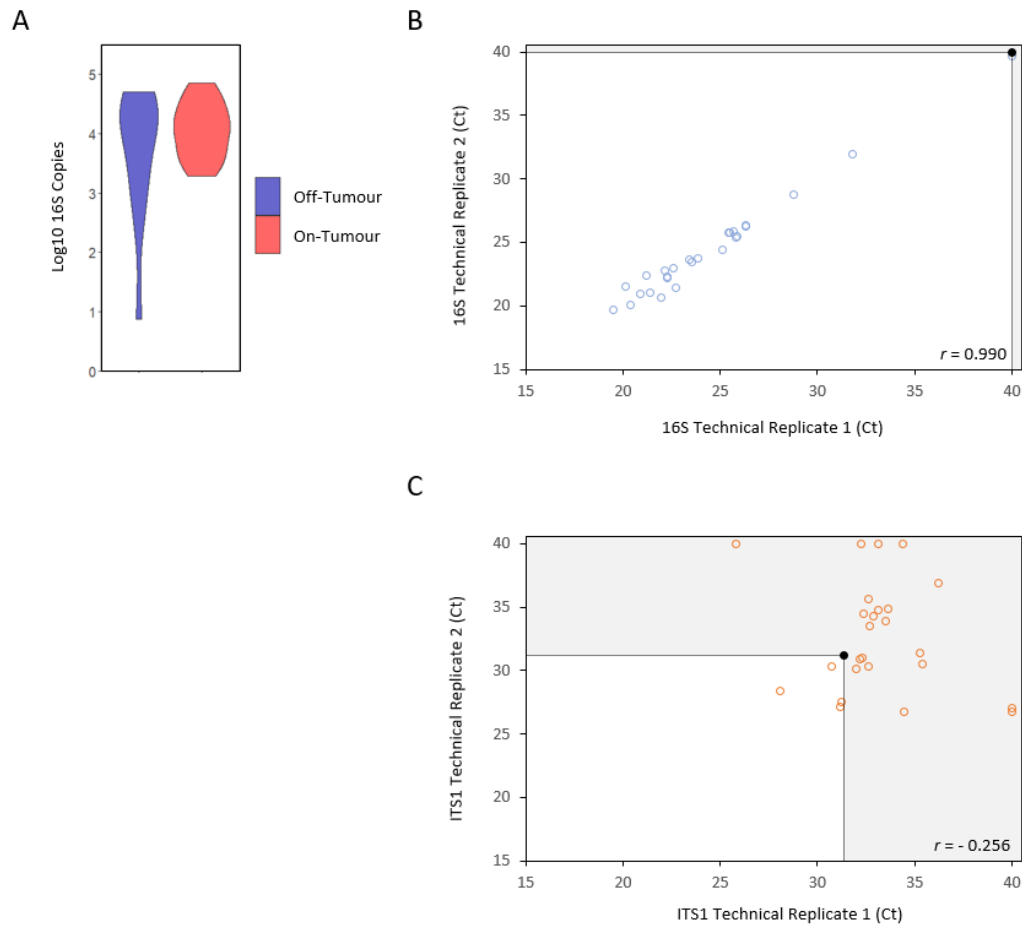 A
5
4
3
2
1
0
Log10 16S Copies
Off-Tumour
On-Tumour
B
40
35
30
25
20
15
16S Technical Replicate 2 (Ct)
r = 0.990
15 20 25 30 35 40
16S Technical Replicate 1 (Ct)
C
40
35
30
25
20
15
ITS1 Technical Replicate 2 (Ct)
r = - 0.256
15 20 25 30 35 40
ITS1 Technical Replicate 1 (Ct)